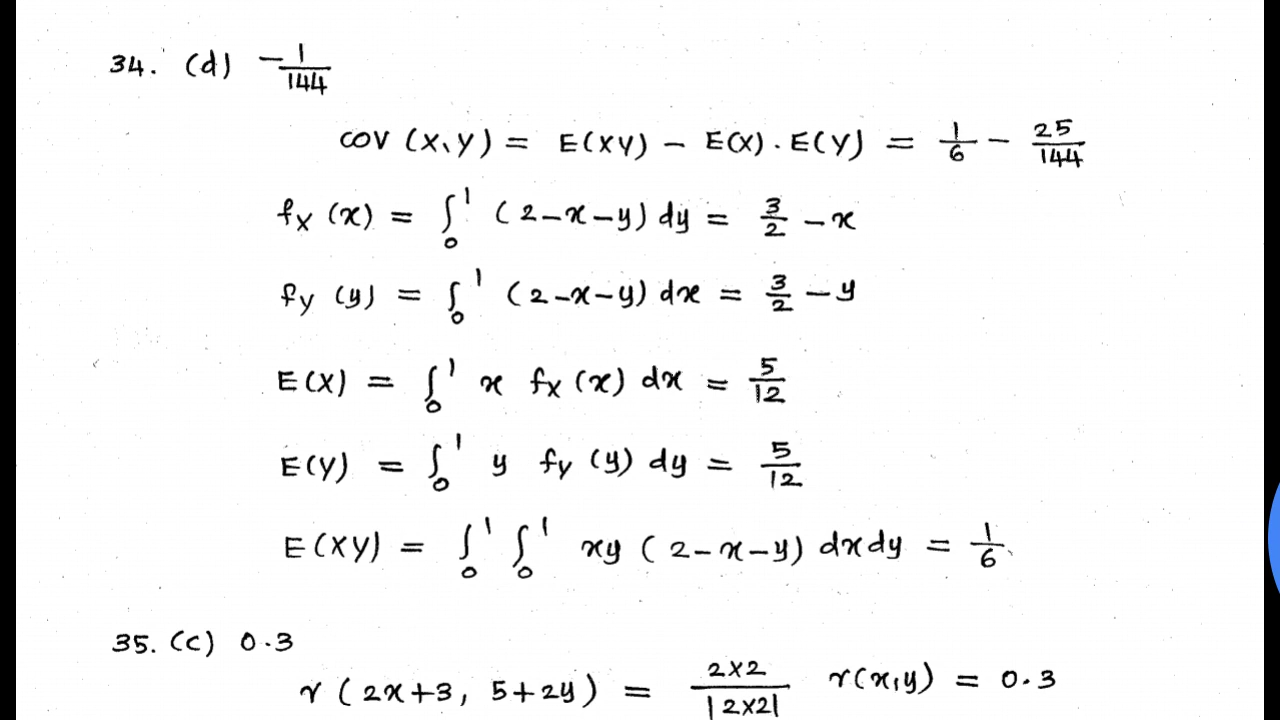 34. (d) -1/144
cov (X,Y) = E(XY) - E(X) . E(Y) = 1/6 - 25/144
fX (x) = ∫₀¹ (2-x-y) dy = 3/2 - x
fY (y) = ∫₀¹ (2-x-y) dx = 3/2 - y
E(X) = ∫₀¹ x fX (x) dx = 5/12
E(Y) = ∫₀¹ y fY (y) dy = 5/12
E(XY) = ∫₀¹ ∫₀¹ xy (2-x-y) dx dy = 1/6
35. (c) 0.3
r (2x+3, 5+2y) = 2×2/|2×2| r(x,y) = 0.3